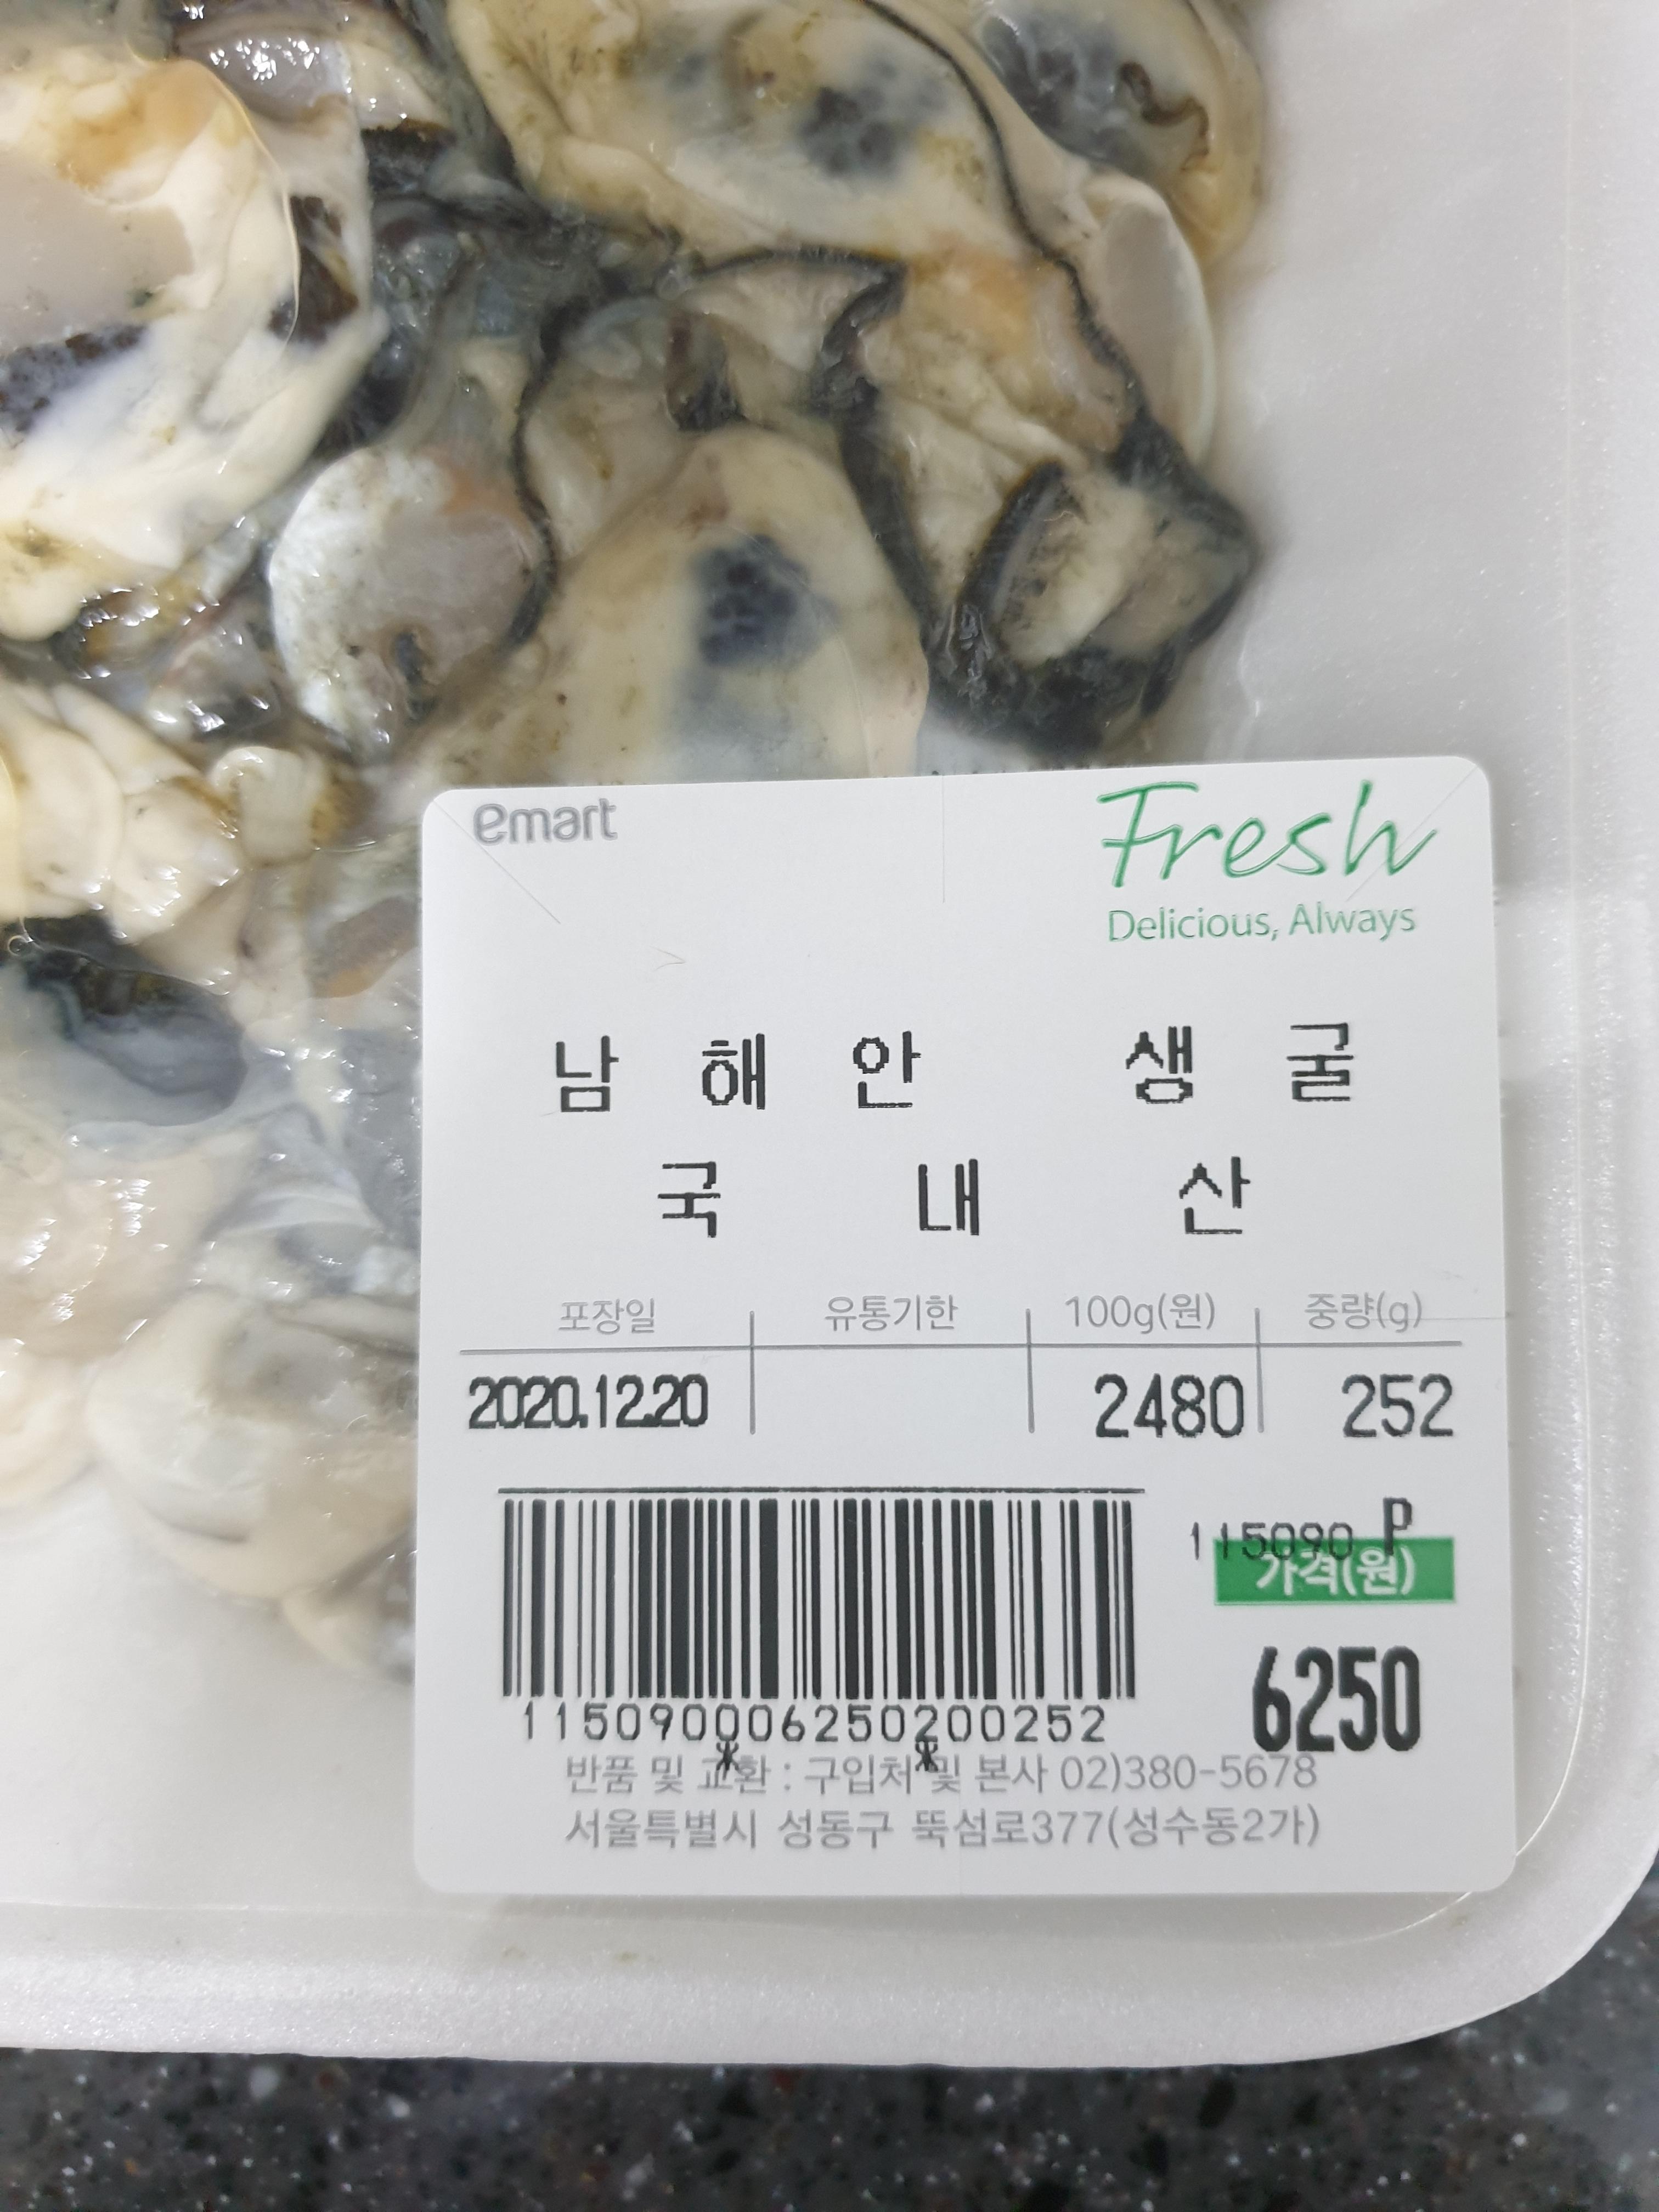 emart
Fresh
Delicious, Always
남해안 생굴
국내산
포장일 유통기한 100g(원) 중량(g)
2020.12.20 2480 252
115090 P
가격(원)
6250
115090006250200252
반품 및 교환 : 구입처 및 본사 02)380-5678
서울특별시 성동구 뚝섬로377(성수동2가)